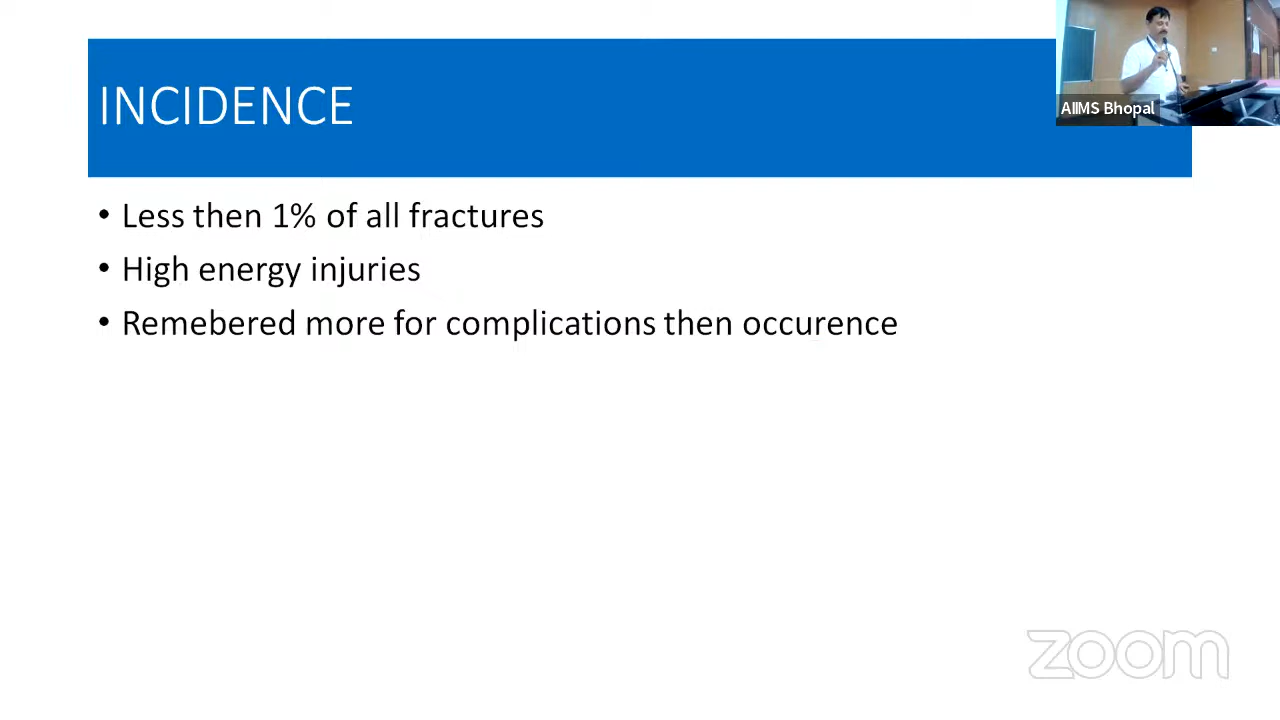 INCIDENCE
AIIMS Bhopal
• Less then 1% of all fractures
• High energy injuries
• Remebered more for complications then occurence
zoom